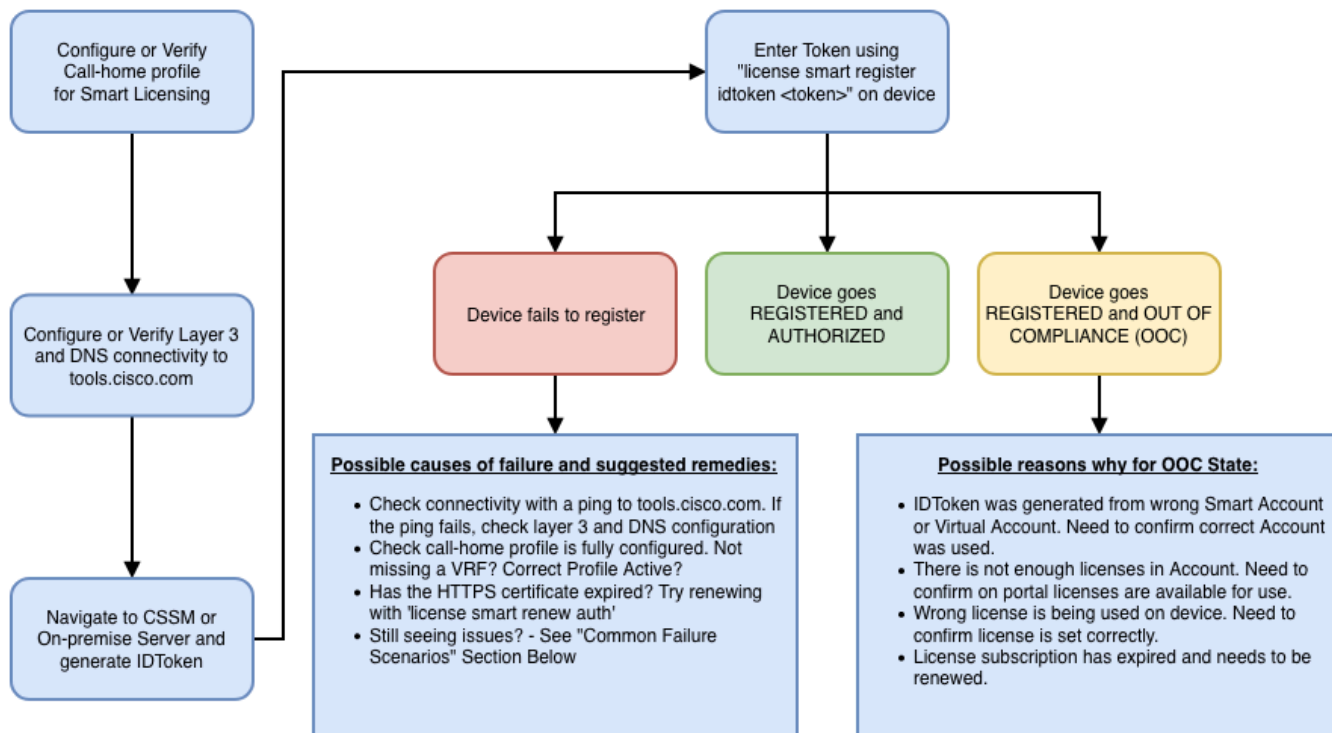 Configure or Verify
Call-home profile
for Smart Licensing
Configure or Verify Layer 3
and DNS connectivity to
tools.cisco.com
Navigate to CSSM or
On-premise Server and
generate IDToken
Enter Token using
"license smart register
idtoken <token>" on device
Device fails to register
Device goes
REGISTERED and
AUTHORIZED
Device goes
REGISTERED and OUT OF
COMPLIANCE (OOC)
Possible causes of failure and suggested remedies:
• Check connectivity with a ping to tools.cisco.com. If
the ping fails, check layer 3 and DNS configuration
• Check call-home profile is fully configured. Not
missing a VRF? Correct Profile Active?
• Has the HTTPS certificate expired? Try renewing
with 'license smart renew auth'
• Still seeing issues? - See "Common Failure
Scenarios" Section Below
Possible reasons why for OOC State:
• IDToken was generated from wrong Smart Account
or Virtual Account. Need to confirm correct Account
was used.
• There is not enough licenses in Account. Need to
confirm on portal licenses are available for use.
• Wrong license is being used on device. Need to
confirm license is set correctly.
• License subscription has expired and needs to be
renewed.